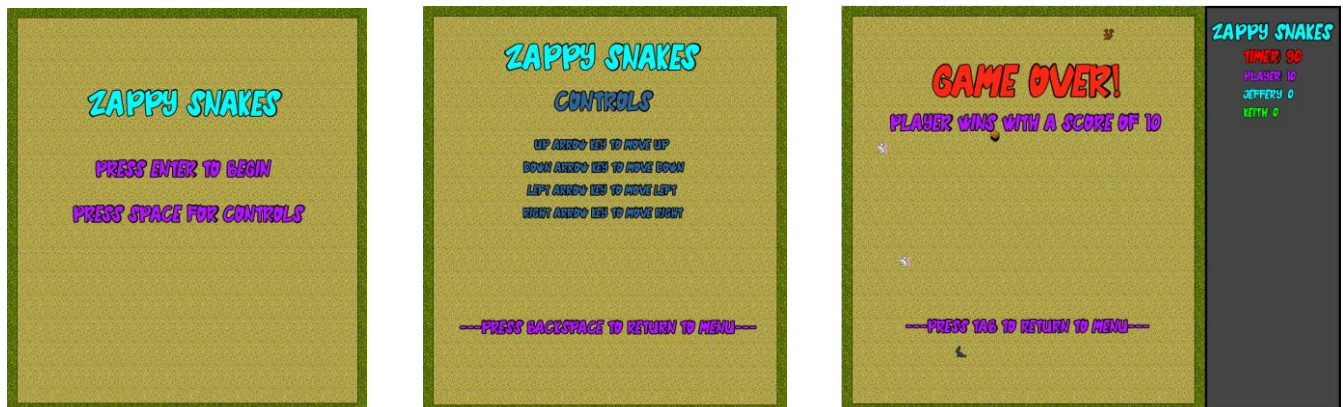 ZAPPY SNAKES
PRESS ENTER TO BEGIN
PRESS SPACE FOR CONTROLS
ZAPPY SNAKES
CONTROLS
UP ARROW KEY TO MOVE UP
DOWN ARROW KEY TO MOVE DOWN
LEFT ARROW KEY TO MOVE LEFT
RIGHT ARROW KEY TO MOVE RIGHT
---PRESS BACKSPACE TO RETURN TO MENU---
GAME OVER!
PLAYER WINS WITH A SCORE OF 10
---PRESS TAB TO RETURN TO MENU---
ZAPPY SNAKES
TIMER 90
PLAYER 10
JEFFERY 0
KEITH 0